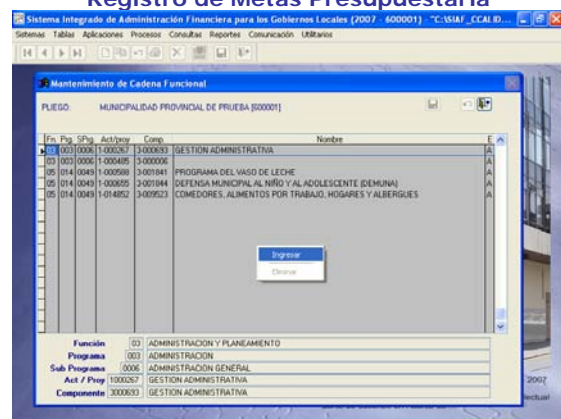 Registro de Metas Presupuestaria
Sistema Integrado de Administración Financiera para los Gobiernos Locales (2007 - 600001) - "C:\SIAF_CCALID...
Sistemas Tablas Aplicaciones Procesos Consultas Reportes Comunicación Utilitarios
Mantenimiento de Cadena Funcional
PLIEGO: MUNICIPALIDAD PROVINCIAL DE PRUEBA [600001]
Fn. Prg. SPrg. Act/proy Comp. Nombre E
03 003 0006 1-000267 3-000693 GESTION ADMINISTRATIVA A
03 003 0006 1-000485 3-000006 A
05 014 0049 1-000588 3-001841 PROGRAMA DEL VASO DE LECHE A
05 014 0049 1-000655 3-001844 DEFENSA MUNICIPAL AL NIÑO Y AL ADOLESCENTE (DEMUNA) A
05 014 0049 1-014852 3-009523 COMEDORES, ALIMENTOS POR TRABAJO, HOGARES Y ALBERGUES A
Ingresar
Eliminar
Función 03 ADMINISTRACION Y PLANEAMIENTO
Programa 003 ADMINISTRACION
Sub Programa 0006 ADMINISTRACION GENERAL
Act / Proy 1000267 GESTION ADMINISTRATIVA
Componente 3000693 GESTION ADMINISTRATIVA
2007
lectual